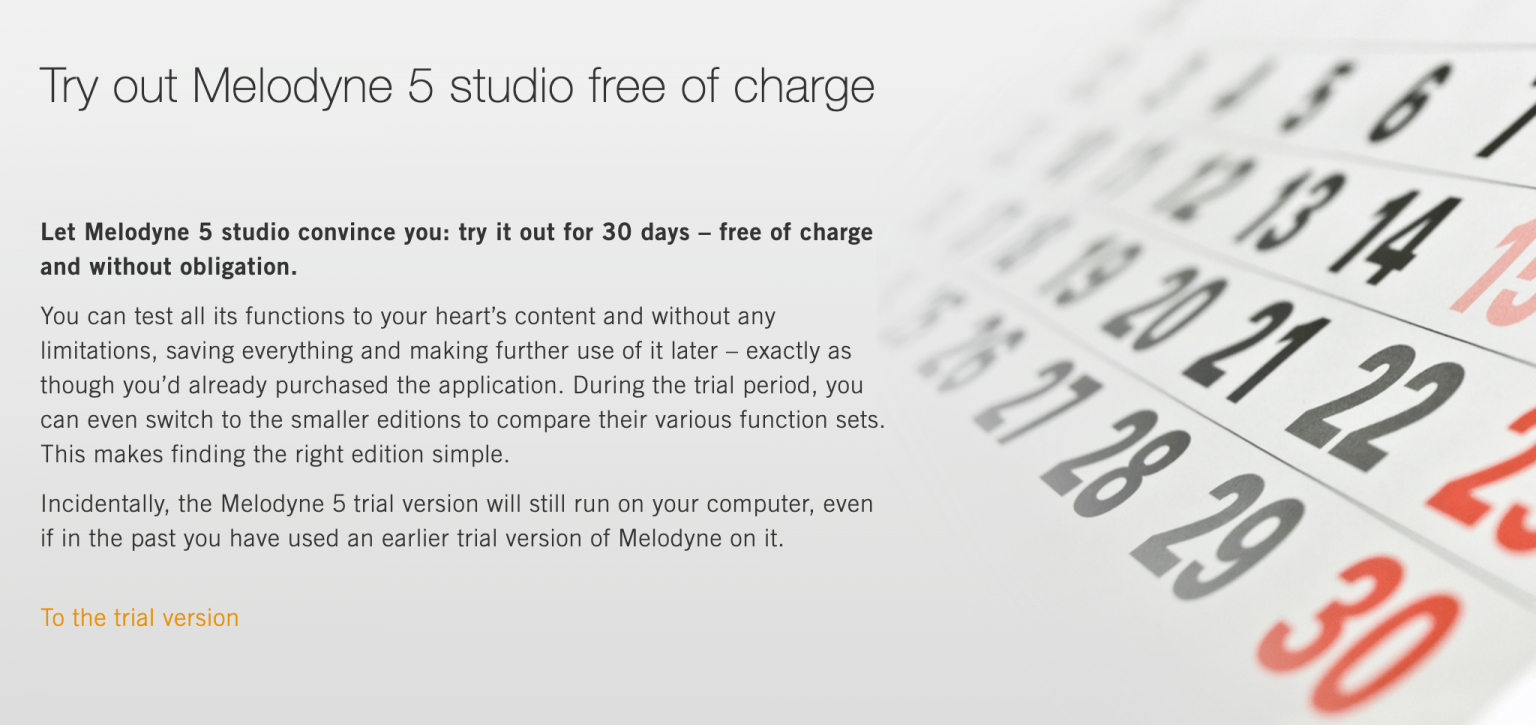 Try out Melodyne 5 studio free of charge
Let Melodyne 5 studio convince you: try it out for 30 days – free of charge
and without obligation.
You can test all its functions to your heart’s content and without any
limitations, saving everything and making further use of it later – exactly as
though you’d already purchased the application. During the trial period, you
can even switch to the smaller editions to compare their various function sets.
This makes finding the right edition simple.
Incidentally, the Melodyne 5 trial version will still run on your computer, even
if in the past you have used an earlier trial version of Melodyne on it.
To the trial version
3 4 5 6 7
12 13 14 15
18 19 20 21 22
26 27 28 29 30